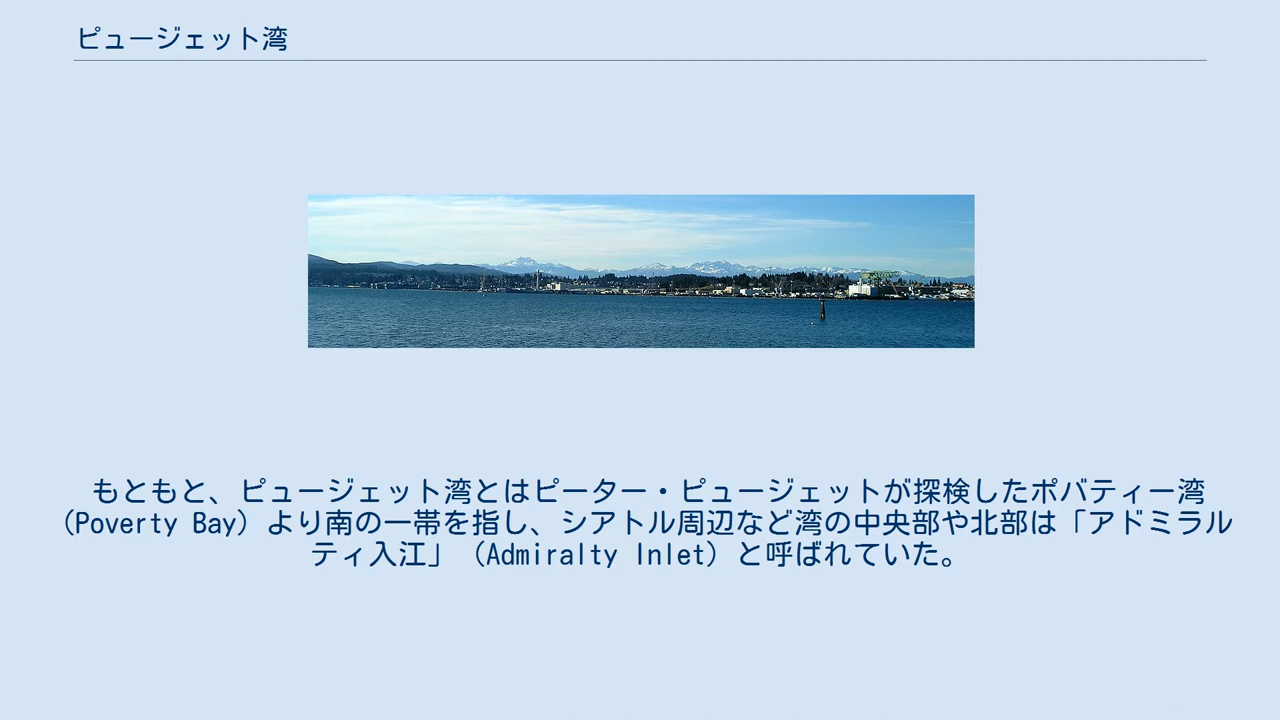 ピュージェット湾
もともと、ピュージェット湾とはピーター・ピュージェットが探検したポバティー湾
（Poverty Bay）より南の一帯を指し、シアトル周辺など湾の中央部や北部は「アドミラル
ティ入江」（Admiralty Inlet）と呼ばれていた。